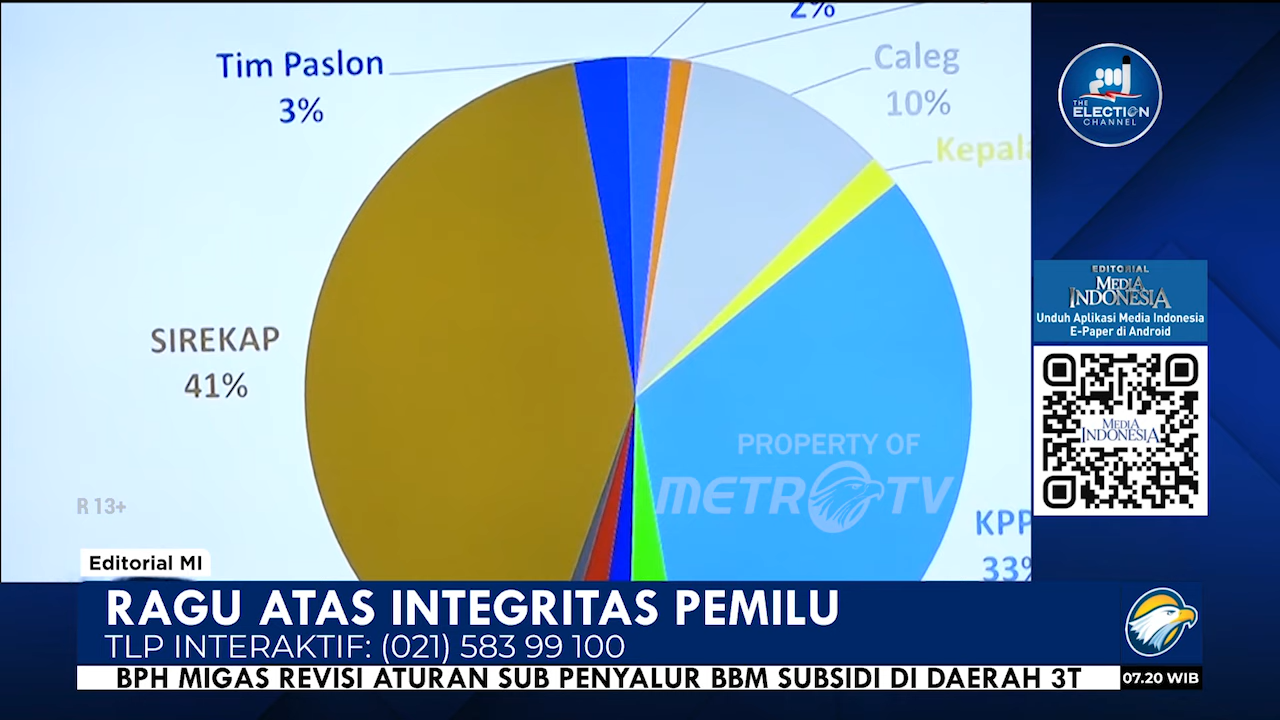 2%
Tim Paslon
3%
Caleg
10%
Kepala
SIREKAP
41%
PROPERTY OF
METRO TV
KPP
33%
R 13+
THE
ELECTION
CHANNEL
EDITORIAL
MEDIA
INDONESIA
Unduh Aplikasi Media Indonesia
E-Paper di Android
MEDIA
INDONESIA
Editorial MI
RAGU ATAS INTEGRITAS PEMILU
TLP INTERAKTIF: (021) 583 99 100
BPH MIGAS REVISI ATURAN SUB PENYALUR BBM SUBSIDI DI DAERAH 3T
07.20 WIB